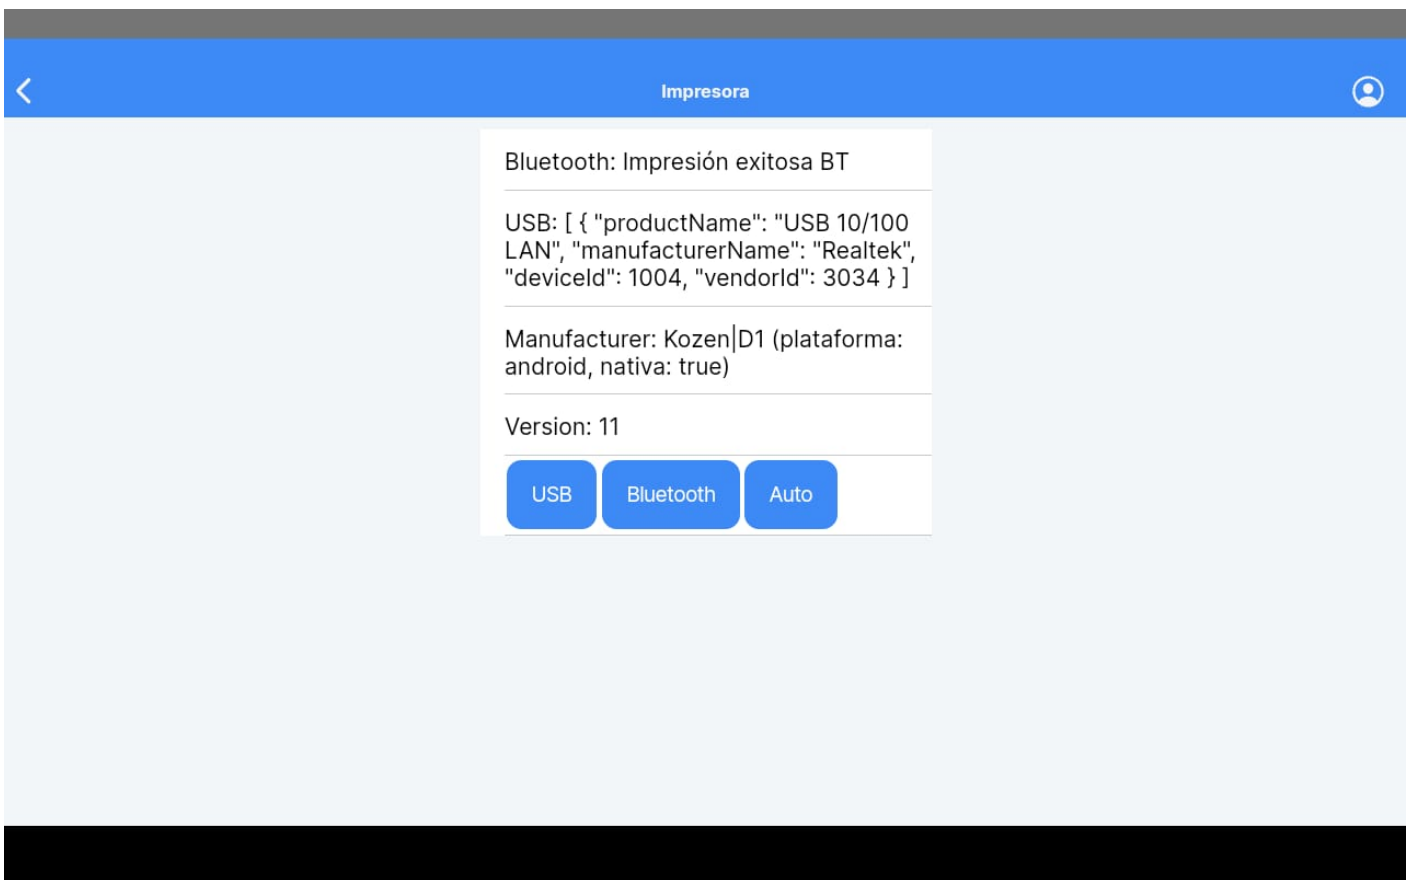 Impresora
Bluetooth: Impresión exitosa BT
USB: [ { "productName": "USB 10/100
LAN", "manufacturerName": "Realtek",
"deviceId": 1004, "vendorId": 3034 } ]
Manufacturer: Kozen|D1 (plataforma:
android, nativa: true)
Version: 11
USB Bluetooth Auto